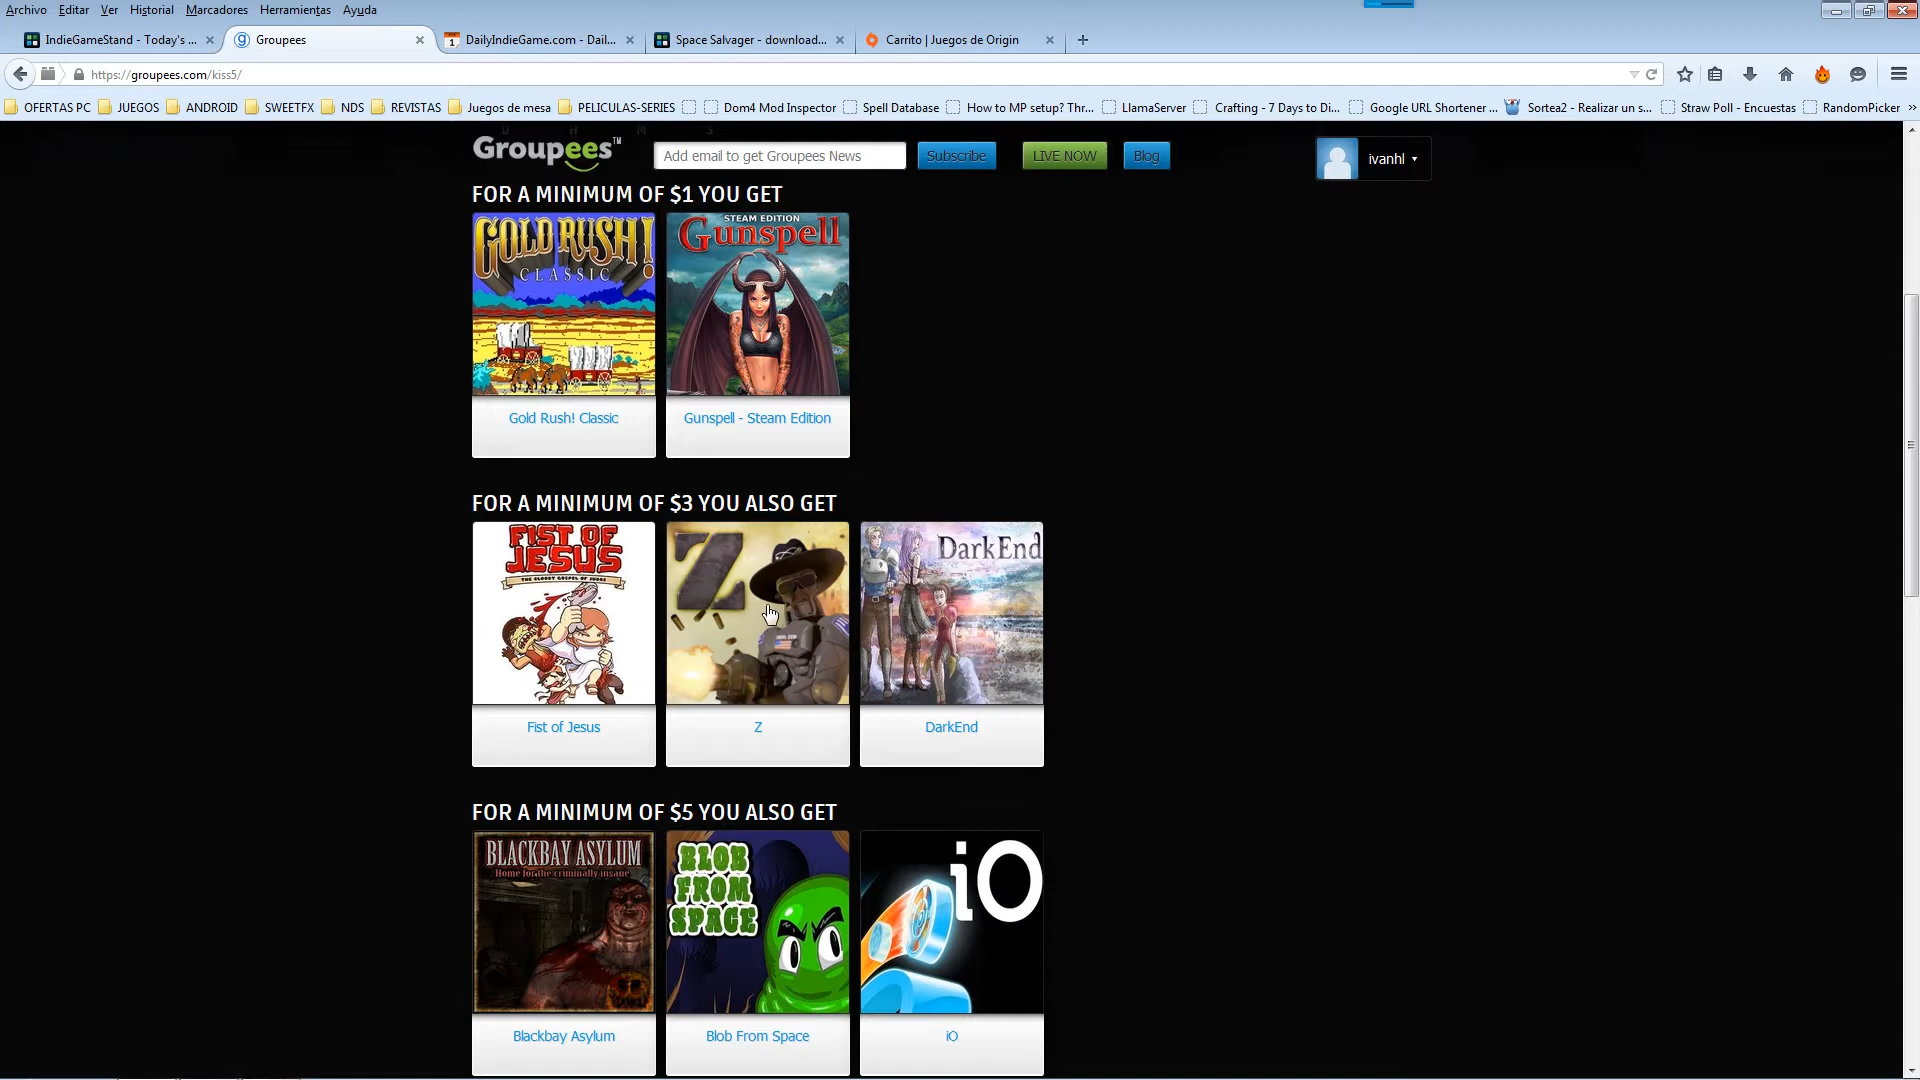 Archivo Editar Ver Historial Marcadores Herramientas Ayuda
IndieGameStand - Today's ... Groupees DailyIndieGame.com - Dail... Space Salvager - download... Carrito | Juegos de Origin
https://groupees.com/kiss5/
OFERTAS PC JUEGOS ANDROID SWEETFX NDS REVISTAS Juegos de mesa PELICULAS-SERIES Dom4 Mod Inspector Spell Database How to MP setup? Thr... LlamaServer Crafting - 7 Days to Di... Google URL Shortener ... Sortea2 - Realizar un s... Straw Poll - Encuestas RandomPicker
Groupees™ Add email to get Groupees News Subscribe LIVE NOW Blog ivanhl
FOR A MINIMUM OF $1 YOU GET
GOLD RUSH!
CLASSIC
STEAM EDITION
Gunspell
Gold Rush! Classic Gunspell - Steam Edition
FOR A MINIMUM OF $3 YOU ALSO GET
FIST OF
JESUS
THE BLOODY GOSPEL OF JUDAS
Z
DarkEnd
Fist of Jesus Z DarkEnd
FOR A MINIMUM OF $5 YOU ALSO GET
BLACKBAY ASYLUM
Home for the criminally insane
BLOB
FROM
SPACE
iO
Blackbay Asylum Blob From Space iO